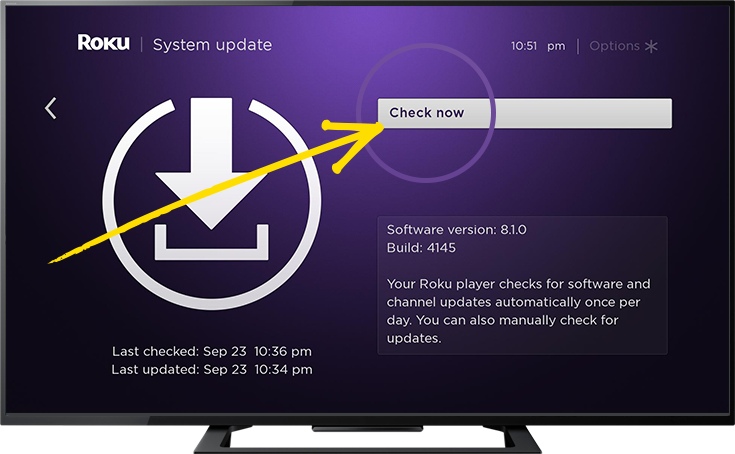 Roku | System update
10:51 pm | Options
Check now
Software version: 8.1.0
Build: 4145
Your Roku player checks for software and
channel updates automatically once per
day. You can also manually check for
updates.
Last checked: Sep 23 10:36 pm
Last updated: Sep 23 10:34 pm